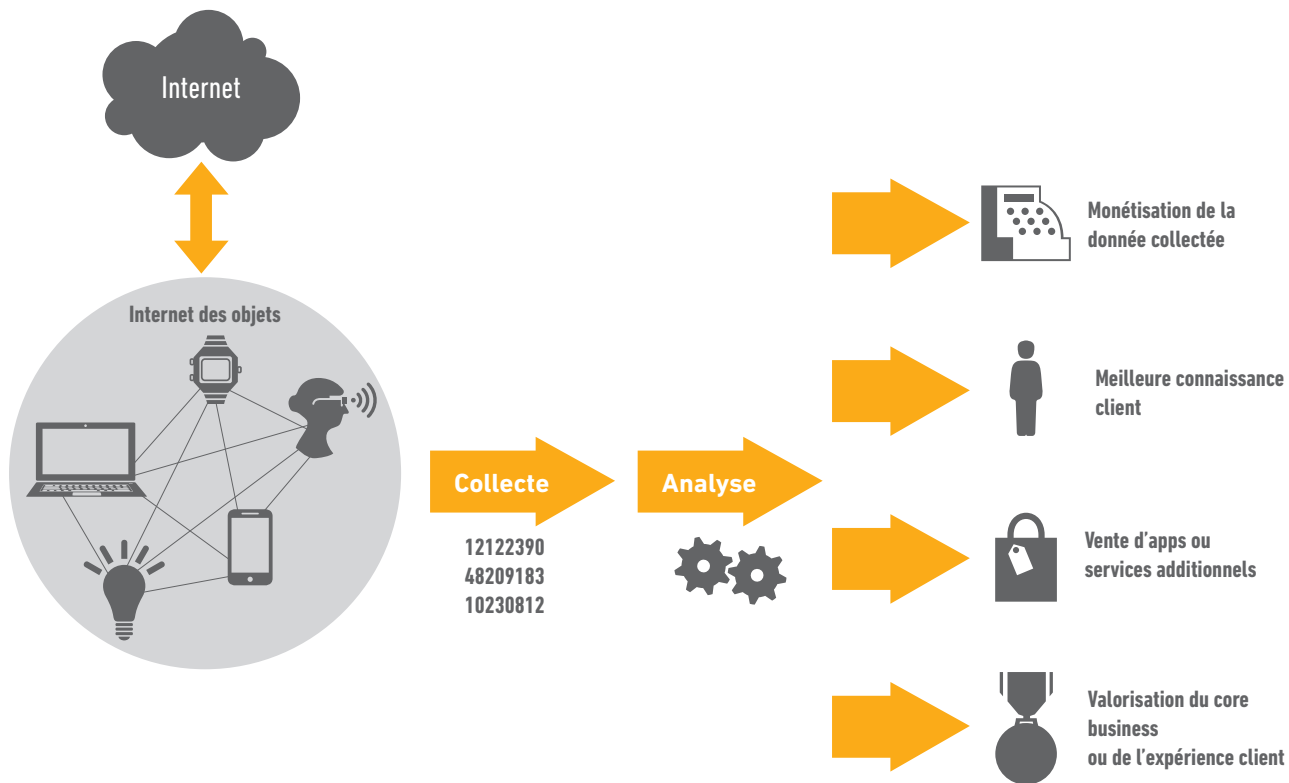 Internet
Internet des objets
Collecte
12122390
48209183
10230812
Analyse
Monétisation de la
donnée collectée
Meilleure connaissance
client
Vente d’apps ou
services additionnels
Valorisation du core
business
ou de l’expérience client